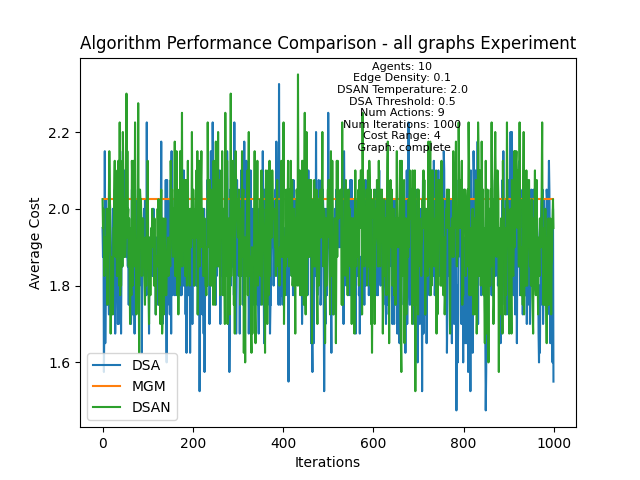 Algorithm Performance Comparison - all graphs Experiment
Agents: 10
Edge Density: 0.1
DSAN Temperature: 2.0
DSA Threshold: 0.5
Num Actions: 9
Num Iterations: 1000
Cost Range: 4
Graph: complete
Average Cost
2.2
2.0
1.8
1.6
DSA
MGM
DSAN
0
200
400
600
800
1000
Iterations